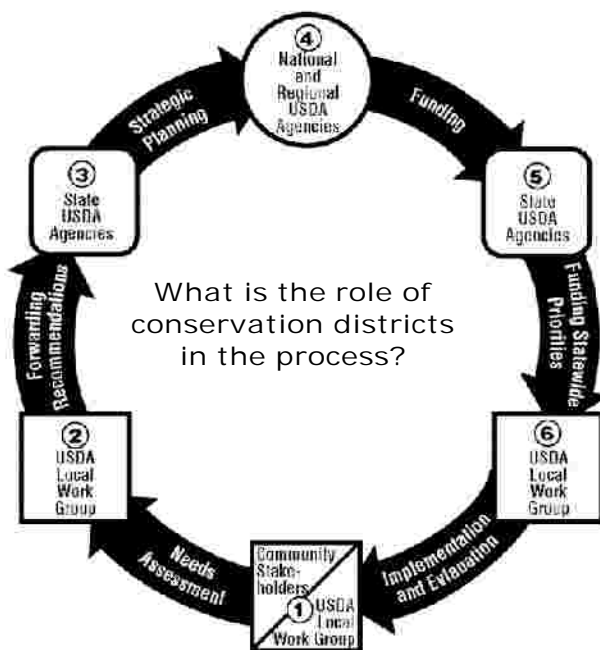 4
National
and
Regional
USDA
Agencies
Funding
5
State
USDA
Agencies
Funding Statewide
Priorities
6
USDA
Local
Work
Group
Implementation
and Evlavation
Community
Stake-
holders
1
USDA
Local
Work Group
Needs
Assessment
2
USDA
Local
Work
Group
Forwarding
Recommendations
3
State
USDA
Agencies
Strategic
Planning
What is the role of
conservation districts
in the process?